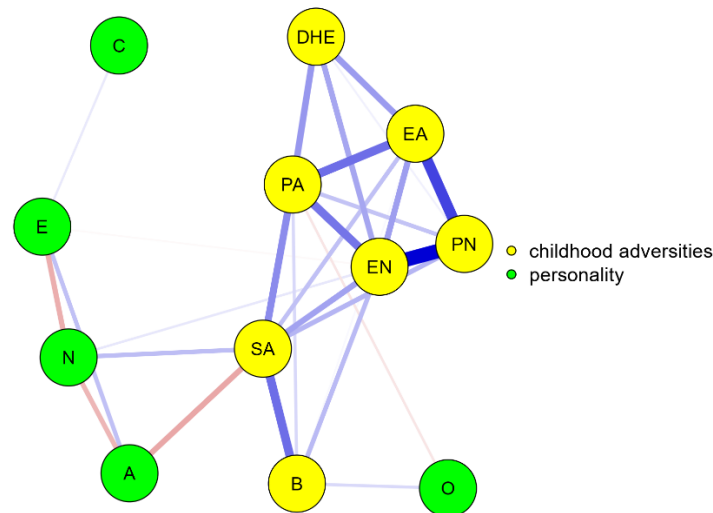 DHE
C
EA
PA
E
PN
EN
childhood adversities
personality
SA
N
A
B
O